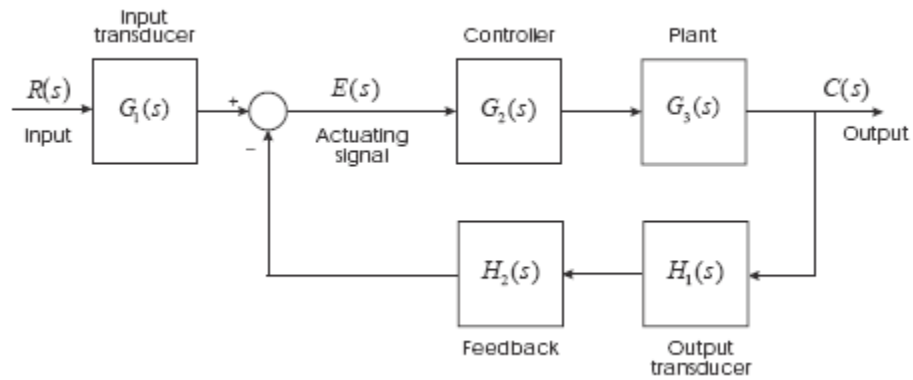 Input
transducer
Controller
Plant
R(s)
G₁(s)
+
E(s)
G₂(s)
G₃(s)
C(s)
Input
−
Actuating
signal
Output
H₂(s)
H₁(s)
Feedback
Output
transducer